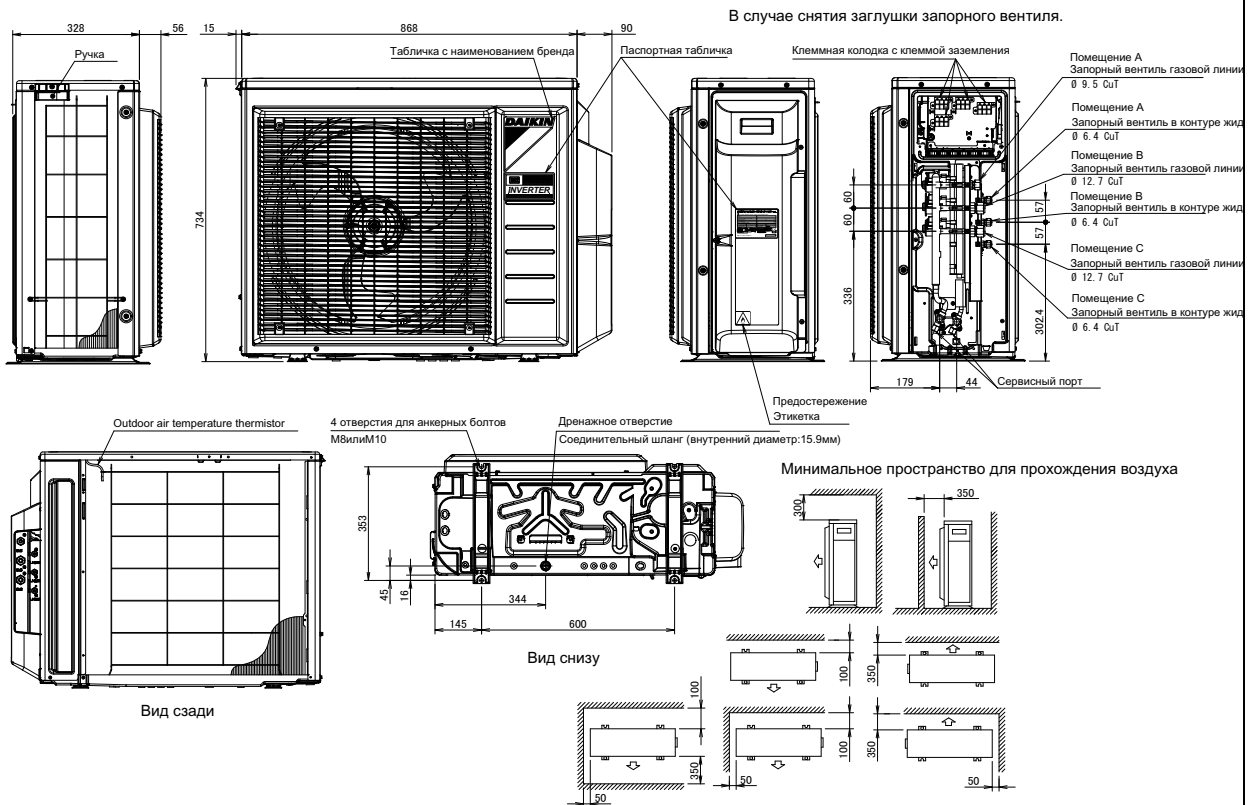 В случае снятия заглушки запорного вентиля.
328
56
15
868
90
Ручка
Табличка с наименованием бренда
Паспортная табличка
Клеммная колодка с клеммой заземления
734
DAIKIN
INVERTER
Помещение A
Запорный вентиль газовой линии
Ø 9.5 CuT
Помещение A
Запорный вентиль в контуре жид
Ø 6.4 CuT
Помещение B
Запорный вентиль газовой линии
Ø 12.7 CuT
Помещение B
Запорный вентиль в контуре жид
Ø 6.4 CuT
Помещение C
Запорный вентиль газовой линии
Ø 12.7 CuT
Помещение C
Запорный вентиль в контуре жид
Ø 6.4 CuT
60
60
336
57
57
302.4
179
44
Сервисный порт
Предостережение
Этикетка
Outdoor air temperature thermistor
Вид сзади
4 отверстия для анкерных болтов
M8илиM10
Дренажное отверстие
Соединительный шланг (внутренний диаметр:15.9мм)
353
45
16
344
145
600
Вид снизу
Минимальное пространство для прохождения воздуха
300
350
100
350
100
350
50
100
50
350
50